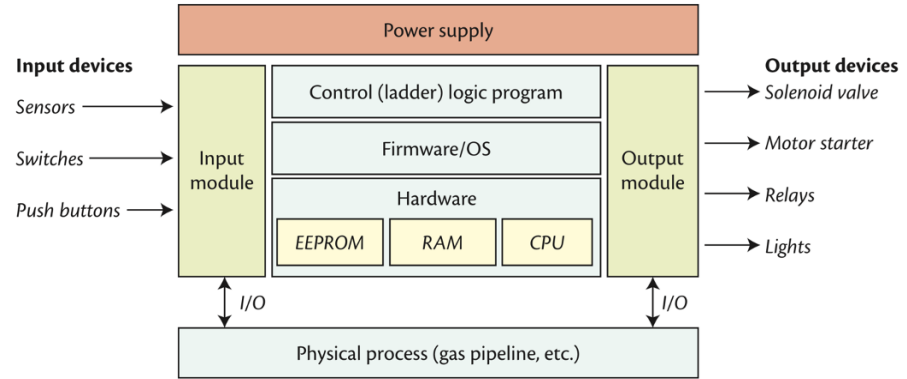 Power supply
Input devices
Sensors
Switches
Push buttons
Input
module
Control (ladder) logic program
Firmware/OS
Hardware
EEPROM
RAM
CPU
Output
module
Output devices
Solenoid valve
Motor starter
Relays
Lights
I/O
I/O
Physical process (gas pipeline, etc.)